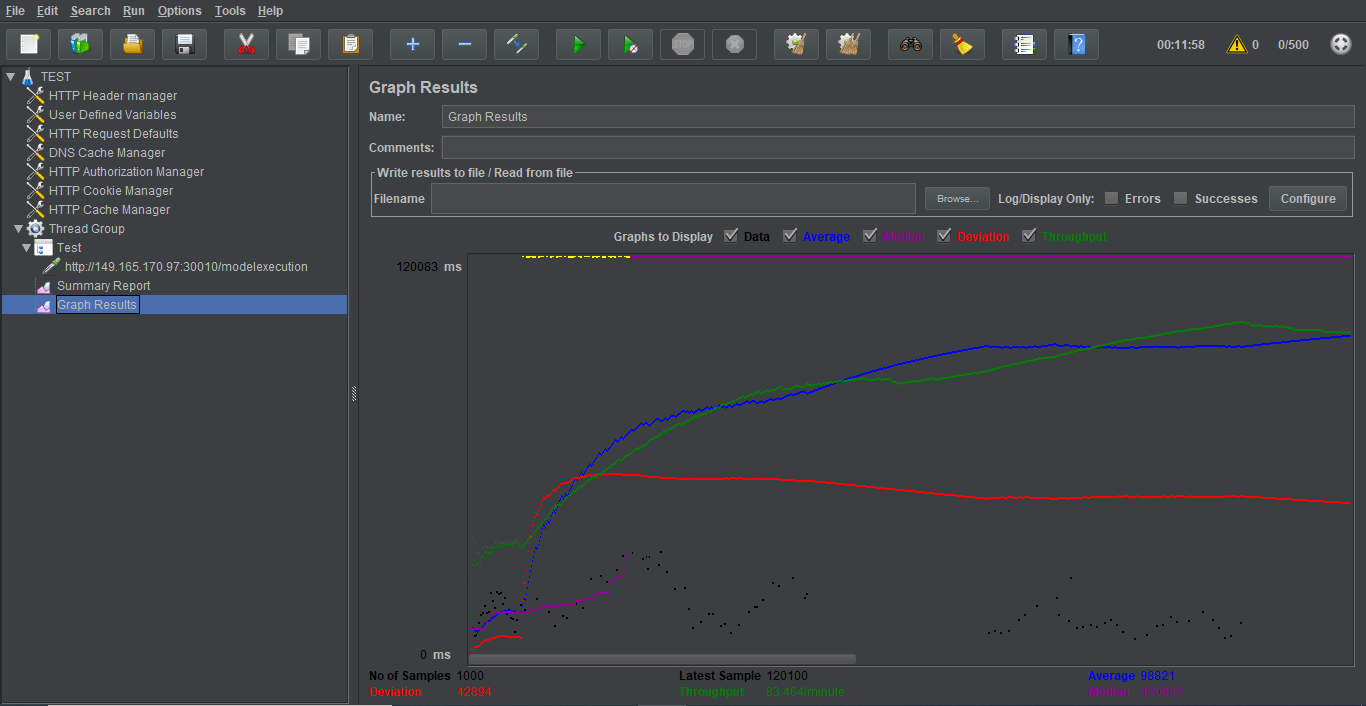 File Edit Search Run Options Tools Help
STOP 00:11:58 0 0/500
TEST
HTTP Header manager
User Defined Variables
HTTP Request Defaults
DNS Cache Manager
HTTP Authorization Manager
HTTP Cookie Manager
HTTP Cache Manager
Thread Group
Test
http://149.165.170.97:30010/modelexecution
Summary Report
Graph Results
Graph Results
Name: Graph Results
Comments:
Write results to file / Read from file
Filename Browse... Log/Display Only: Errors Successes Configure
Graphs to Display Data Average Median Deviation Throughput
120083 ms
0 ms
No of Samples 1000 Latest Sample 120100 Average 98821
Deviation 42894 Throughput 83.464/minute Median